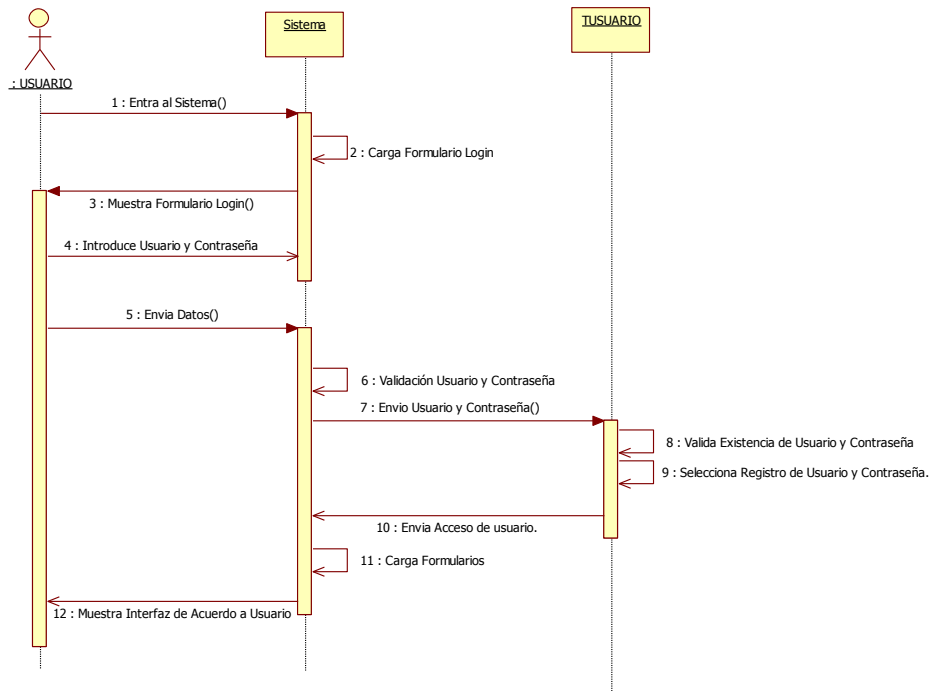 Sistema
TUSUARIO
: USUARIO
1 : Entra al Sistema()
2 : Carga Formulario Login
3 : Muestra Formulario Login()
4 : Introduce Usuario y Contraseña
5 : Envia Datos()
6 : Validación Usuario y Contraseña
7 : Envio Usuario y Contraseña()
8 : Valida Existencia de Usuario y Contraseña
9 : Selecciona Registro de Usuario y Contraseña.
10 : Envia Acceso de usuario.
11 : Carga Formularios
12 : Muestra Interfaz de Acuerdo a Usuario